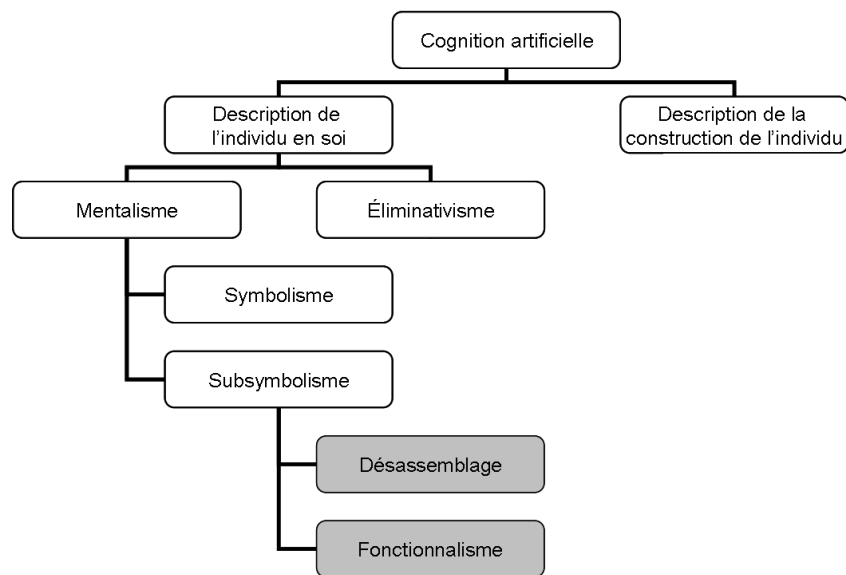 Cognition artificielle
Description de
l'individu en soi
Description de la
construction de l'individu
Mentalisme
Éliminativisme
Symbolisme
Subsymbolisme
Désassemblage
Fonctionnalisme